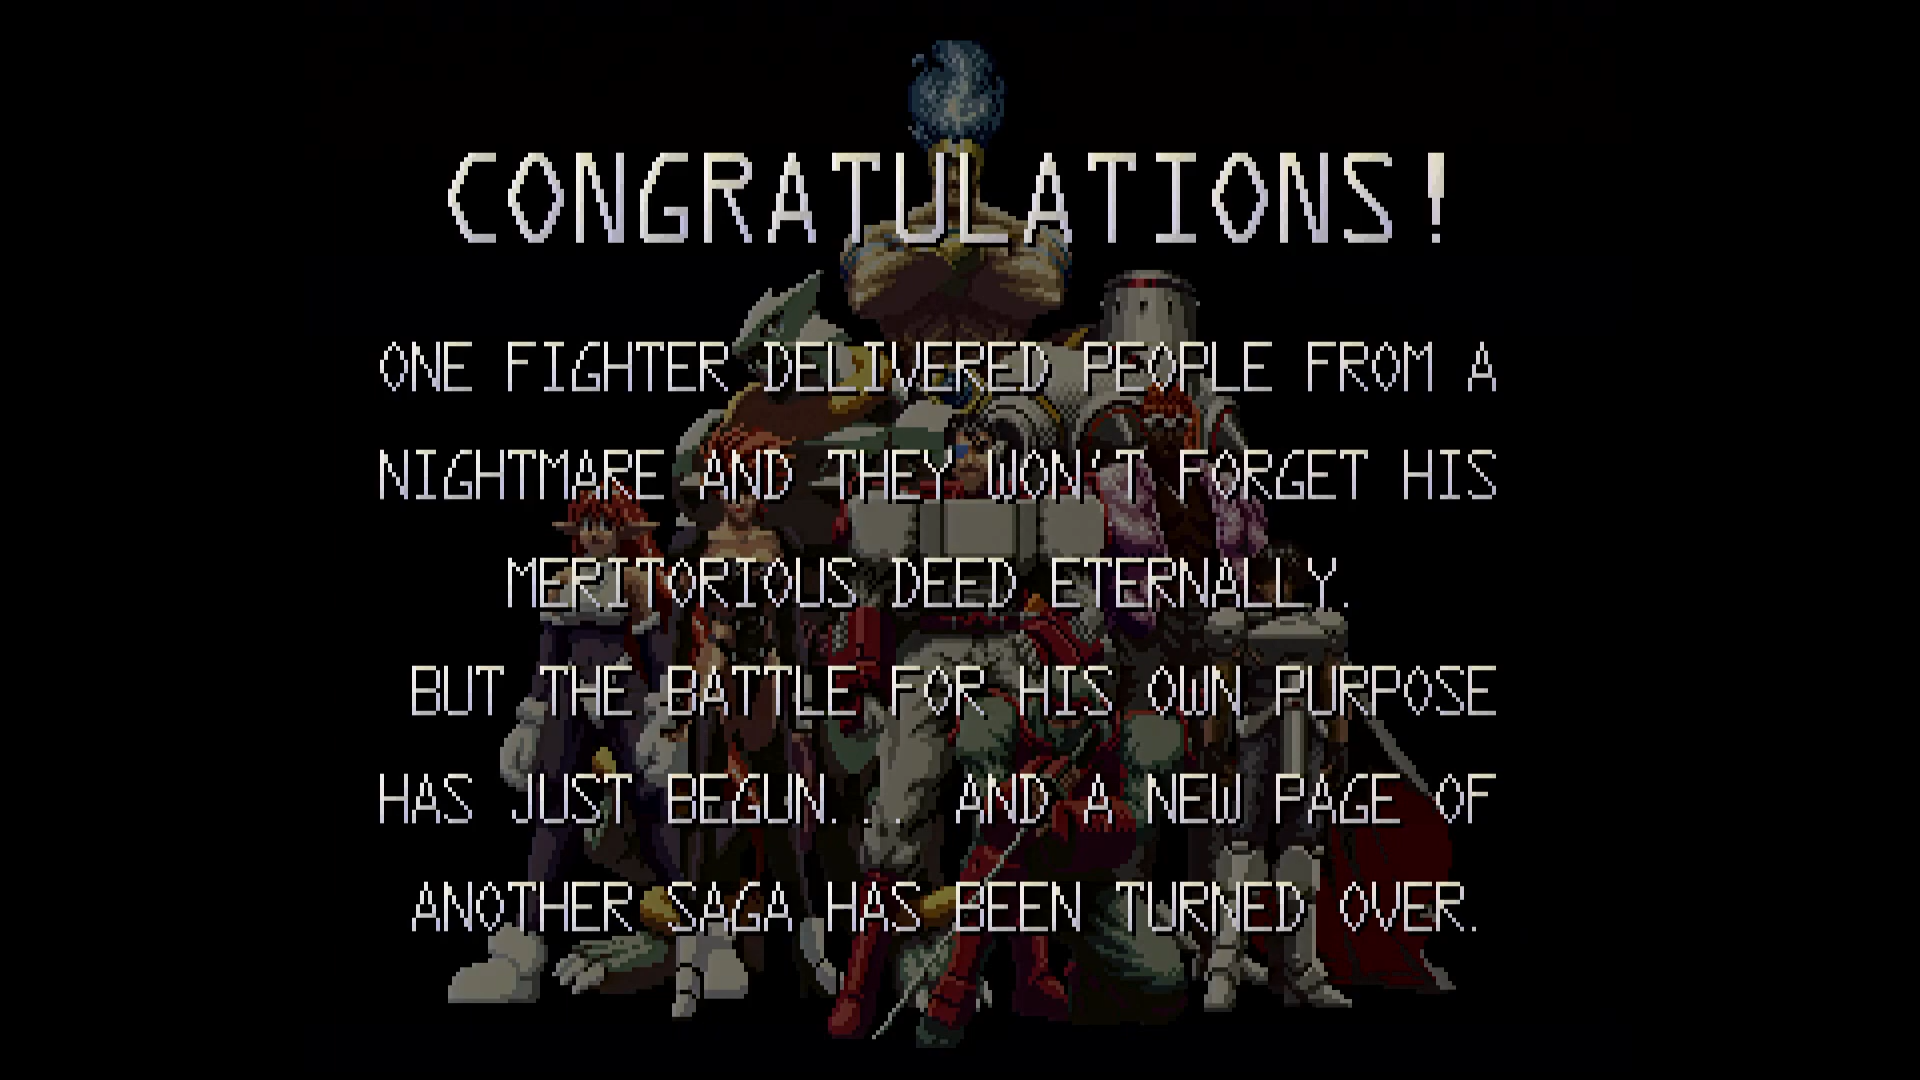 CONGRATULATIONS!
ONE FIGHTER DELIVERED PEOPLE FROM A
NIGHTMARE AND THEY WON'T FORGET HIS
MERITORIOUS DEED ETERNALLY.
BUT THE BATTLE FOR HIS OWN PURPOSE
HAS JUST BEGUN... AND A NEW PAGE OF
ANOTHER SAGA HAS BEEN TURNED OVER.